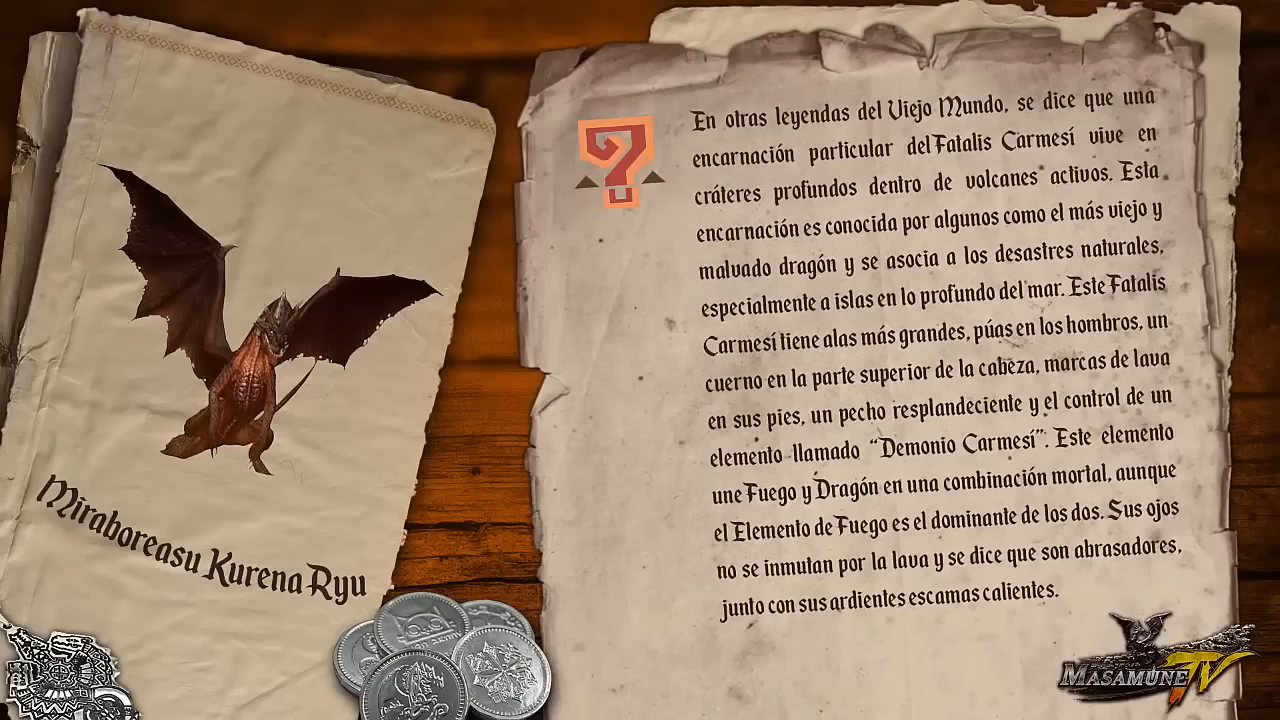 Miraboreasu Kurena Ryu
En otras leyendas del Viejo Mundo, se dice que una
encarnación particular del Fatalis Carmesí vive en
cráteres profundos dentro de volcanes activos. Esta
encarnación es conocida por algunos como el más viejo y
malvado dragón y se asocia a los desastres naturales,
especialmente a islas en lo profundo del mar. Este Fatalis
Carmesí tiene alas más grandes, púas en los hombros, un
cuerno en la parte superior de la cabeza, marcas de lava
en sus pies, un pecho resplandeciente y el control de un
elemento llamado “Demonio Carmesí”. Este elemento
une Fuego y Dragón en una combinación mortal, aunque
el Elemento de Fuego es el dominante de los dos. Sus ojos
no se inmutan por la lava y se dice que son abrasadores,
junto con sus ardientes escamas calientes.
?
MASAMUNE TV